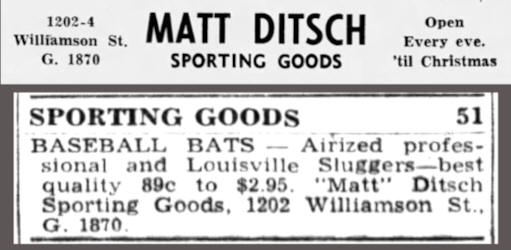 1202-4
Williamson St.
G. 1870
MATT DITSCH
SPORTING GOODS
Open
Every eve.
'til Christmas
SPORTING GOODS 51
BASEBALL BATS — Airized profes-
sional and Louisville Sluggers—best
quality 89c to $2.95. "Matt" Ditsch
Sporting Goods, 1202 Williamson St.,
G. 1870.